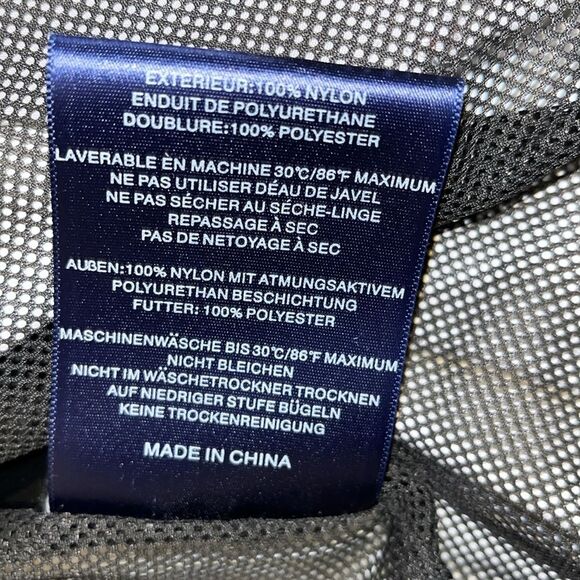 EXTERIEUR:100% NYLON
ENDUIT DE POLYURETHANE
DOUBLURE:100% POLYESTER
LAVERABLE ÈN MACHINE 30°C/86°F MAXIMUM
NE PAS UTILISER DÉAU DE JAVEL
NE PAS SÉCHER AU SÉCHE-LINGE
REPASSAGE À SEC
PAS DE NETOYAGE À SEC
AUßEN:100% NYLON MIT ATMUNGSAKTIVEM
POLYURETHAN BESCHICHTUNG
FUTTER: 100% POLYESTER
MASCHINENWÄSCHE BIS 30°C/86°F MAXIMUM
NICHT BLEICHEN
NICHT IM WÄSCHETROCKNER TROCKNEN
AUF NIEDRIGER STUFE BÜGELN
KEINE TROCKENREINIGUNG
MADE IN CHINA